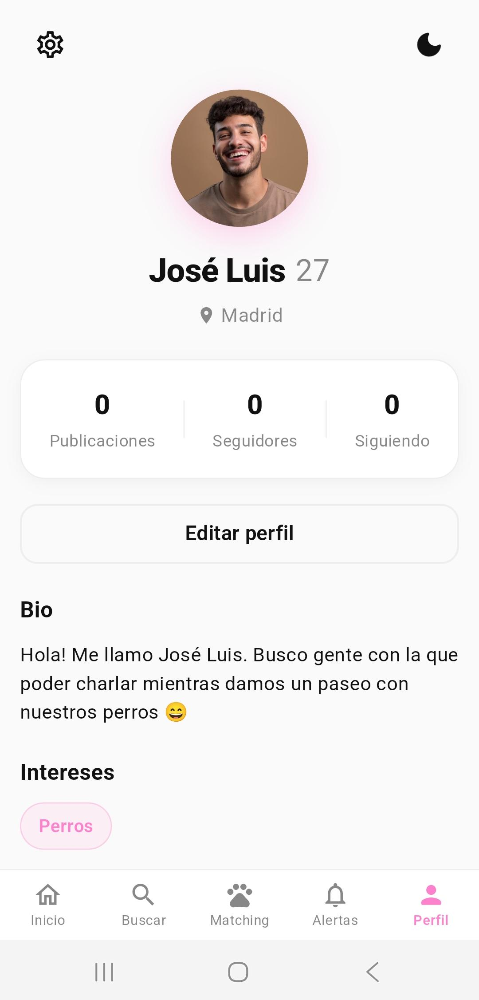 José Luis 27
Madrid
0 0 0
Publicaciones Seguidores Siguiendo
Editar perfil
Bio
Hola! Me llamo José Luis. Busco gente con la que
poder charlar mientras damos un paseo con
nuestros perros 😄
Intereses
Perros
Inicio Buscar Matching Alertas Perfil